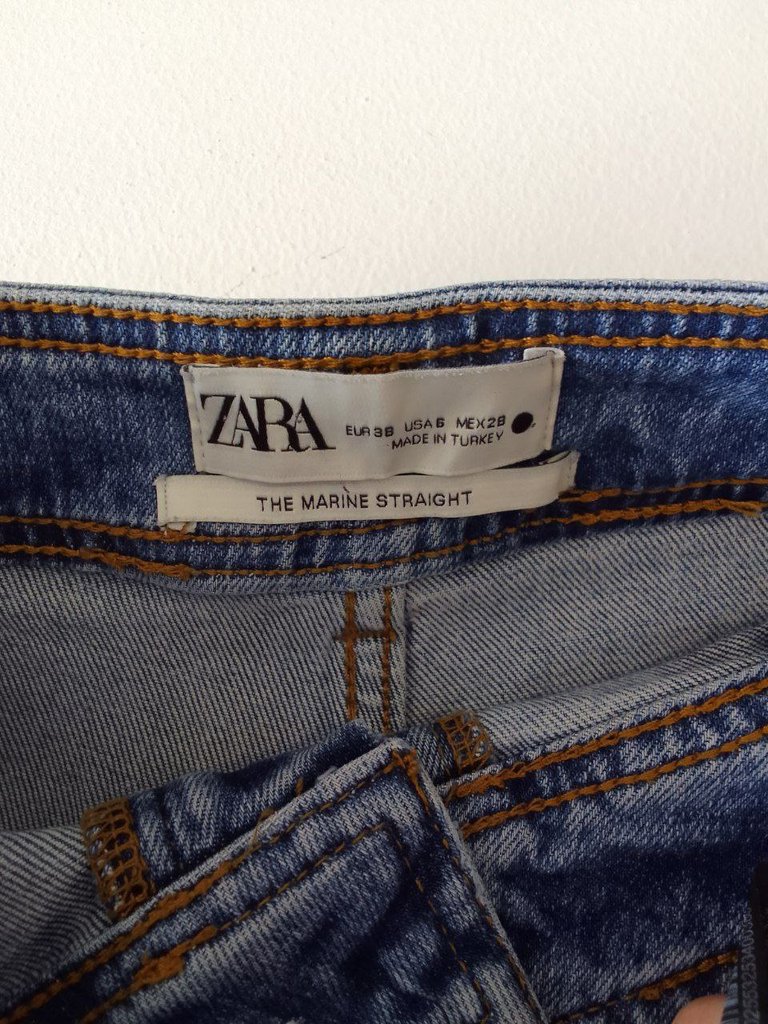 ZARA
EUR 38 USA 6 MEX 28
MADE IN TURKEY
THE MARINE STRAIGHT